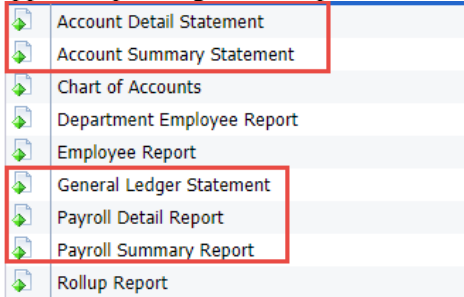 Account Detail Statement
Account Summary Statement
Chart of Accounts
Department Employee Report
Employee Report
General Ledger Statement
Payroll Detail Report
Payroll Summary Report
Rollup Report